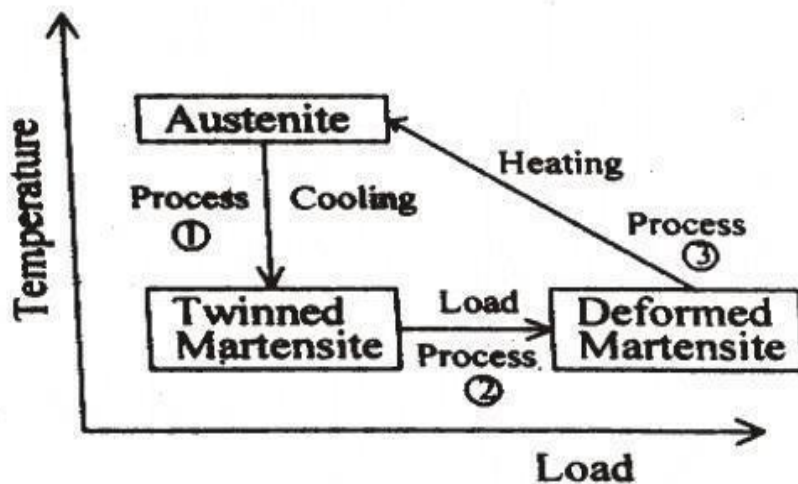 Temperature
Austenite
Heating
Process
①
Cooling
Process
③
Twinned
Martensite
Load
Process
②
Deformed
Martensite
Load